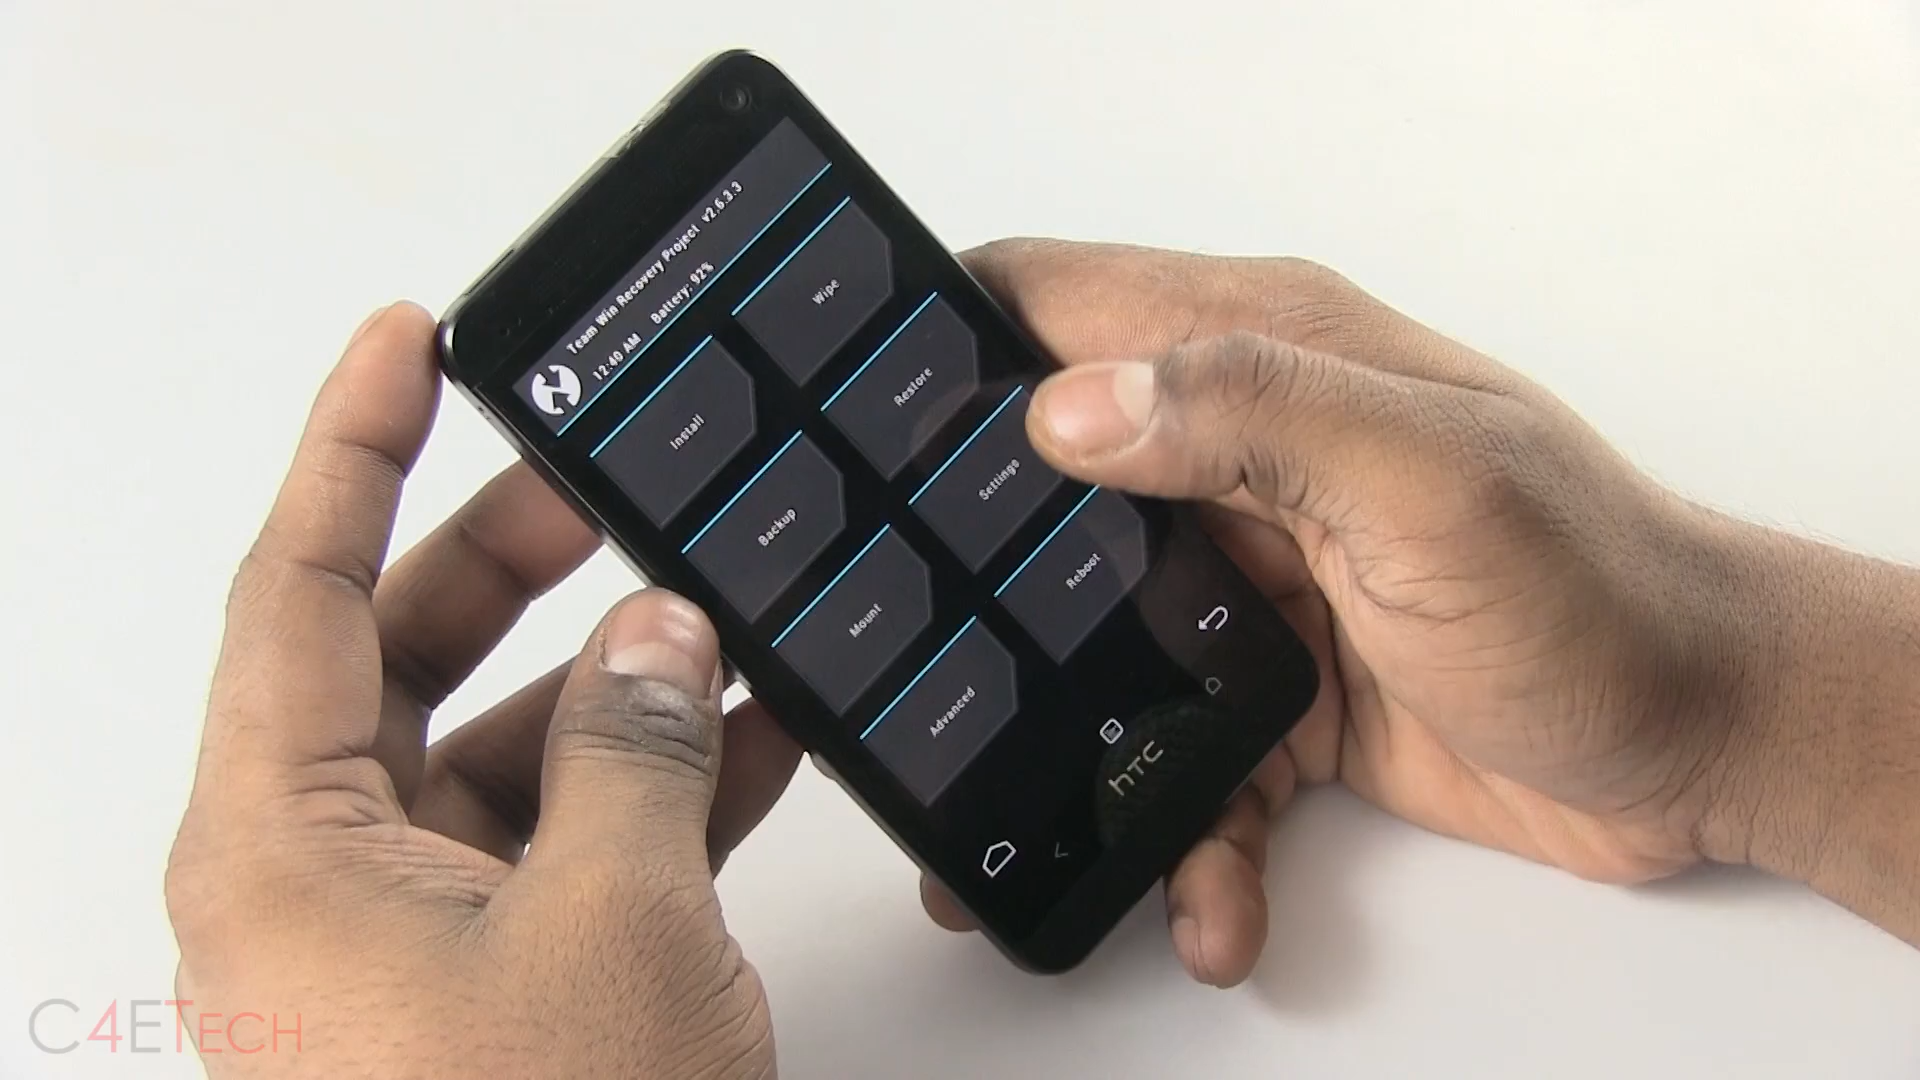 Team Win Recovery Project v2.6.3.3
12:40 AM Battery: 92%
Install
Wipe
Backup
Restore
Mount
Settings
Advanced
Reboot
hTC
C4ETECH